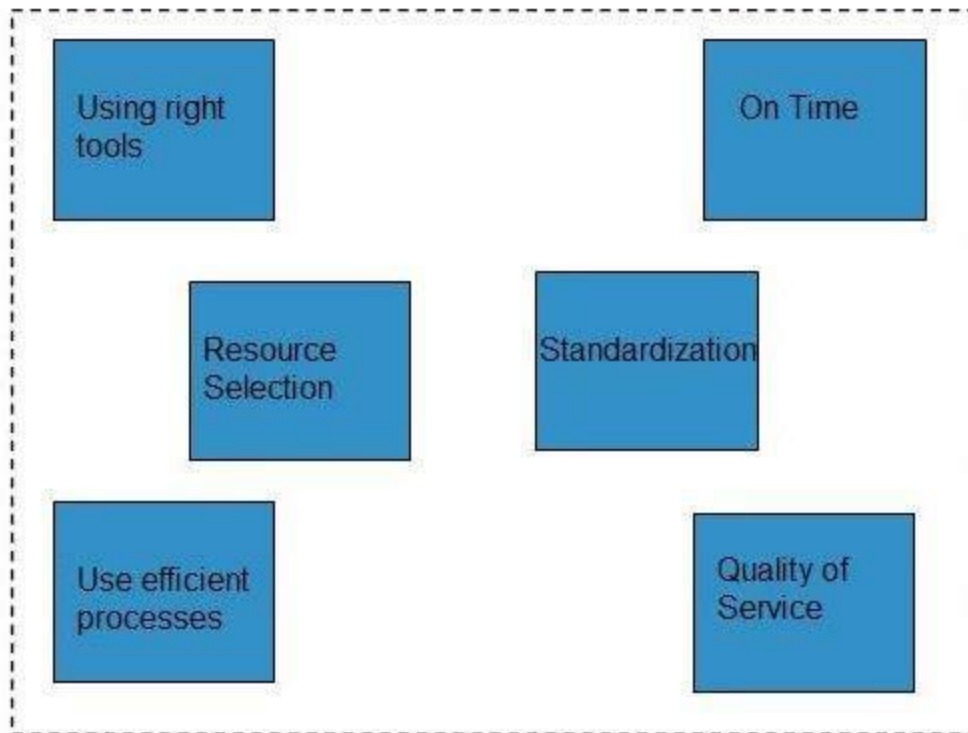 Using right
tools
On Time
Resource
Selection
Standardization
Use efficient
processes
Quality of
Service